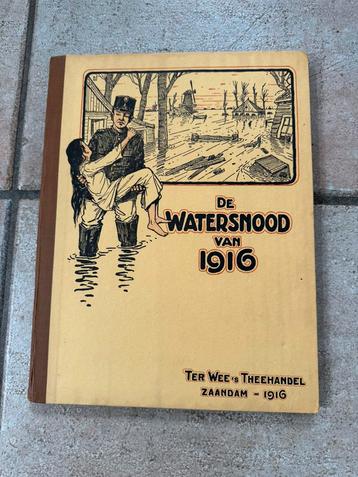 DE
WATERSNOOD
VAN
1916
TER WEE'S THEEHANDEL
ZAANDAM - 1916